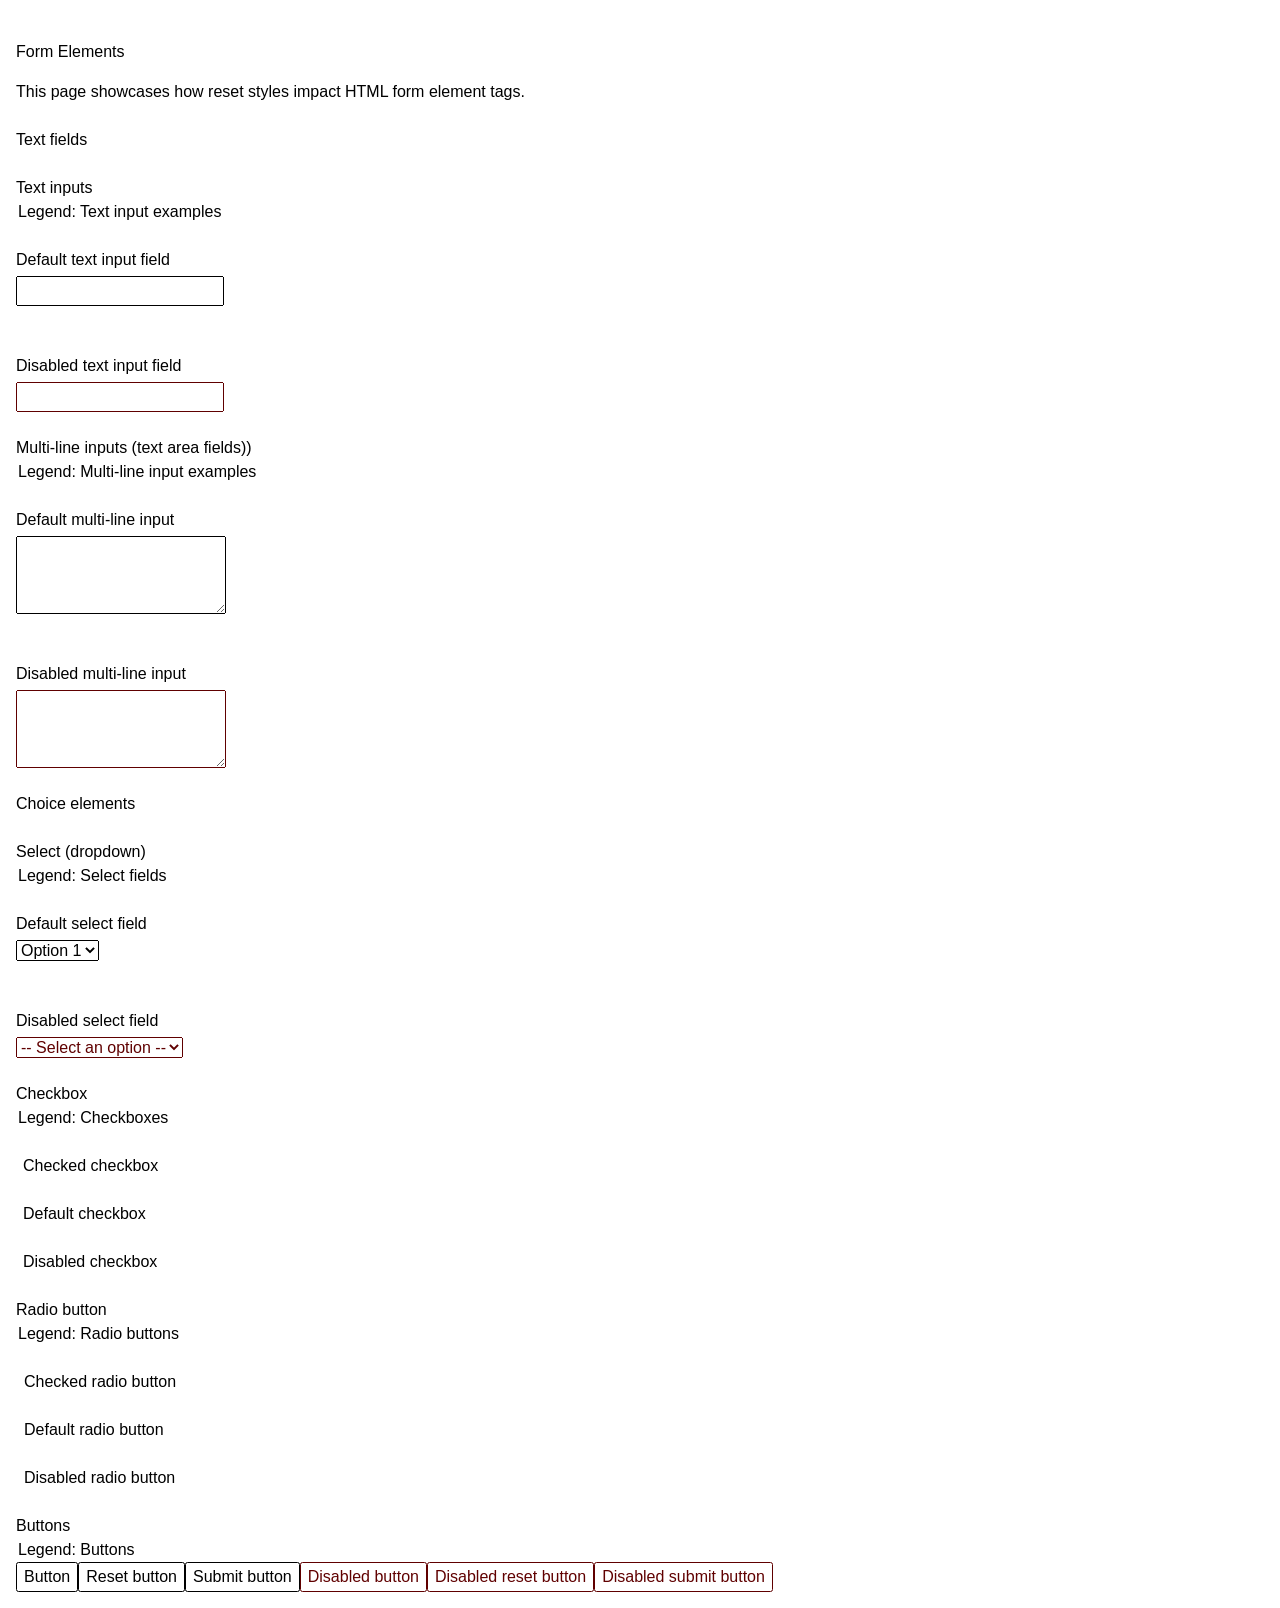 Form Elements
This page showcases how reset styles impact HTML form element tags.
Text fields
Text inputs
Legend: Text input examples
Default text input field
Disabled text input field
Multi-line inputs (text area fields))
Legend: Multi-line input examples
Default multi-line input
Disabled multi-line input
Choice elements
Select (dropdown)
Legend: Select fields
Default select field
Option 1
Disabled select field
-- Select an option --
Checkbox
Legend: Checkboxes
Checked checkbox
Default checkbox
Disabled checkbox
Radio button
Legend: Radio buttons
Checked radio button
Default radio button
Disabled radio button
Buttons
Legend: Buttons
Button Reset button Submit button Disabled button Disabled reset button Disabled submit button